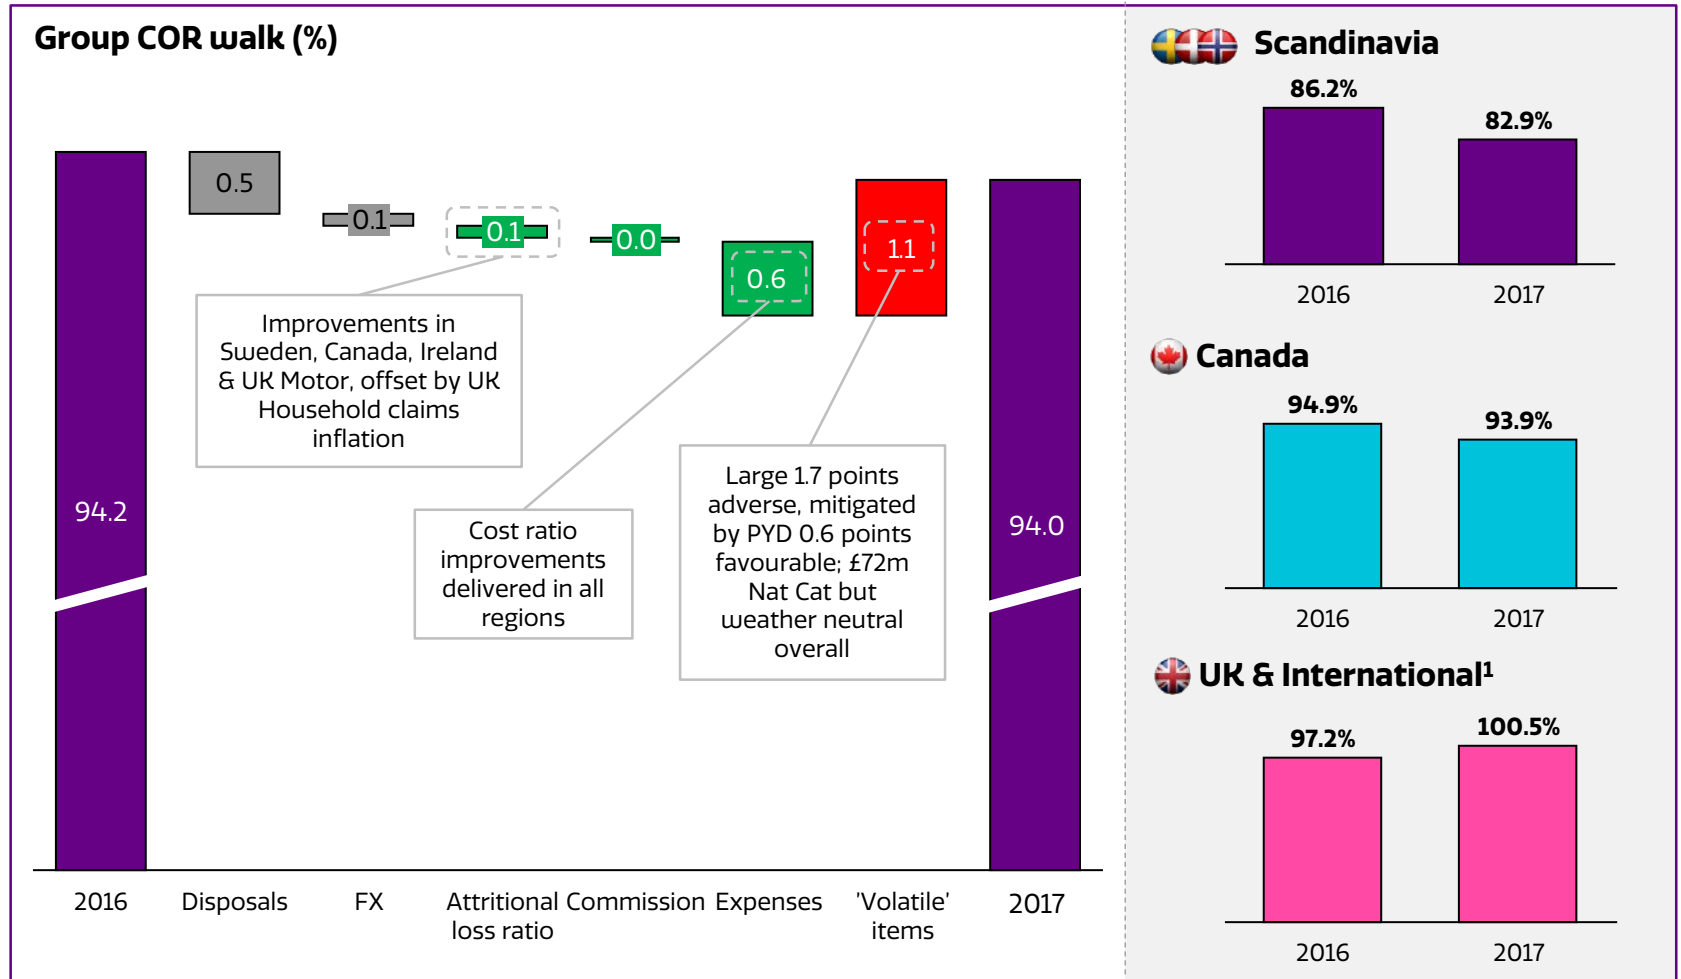 Group COR walk (%)
94.2
0.5
0.1
0.1
0.0
0.6
1.1
94.0
Improvements in
Sweden, Canada, Ireland
& UK Motor, offset by UK
Household claims
inflation
Cost ratio
improvements
delivered in all
regions
Large 1.7 points
adverse, mitigated
by PYD 0.6 points
favourable; £72m
Nat Cat but
weather neutral
overall
2016
Disposals
FX
Attritional
loss ratio
Commission
Expenses
'Volatile'
items
2017
Scandinavia
86.2%
82.9%
2016
2017
Canada
94.9%
93.9%
2016
2017
UK & International¹
97.2%
100.5%
2016
2017